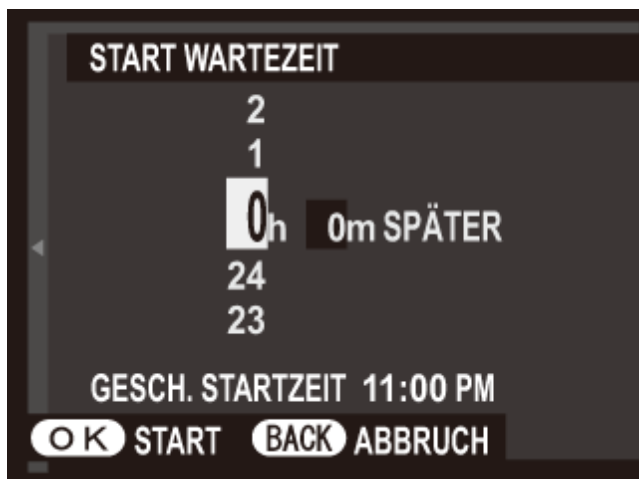 START WARTEZEIT
2
1
0h 0m SPÄTER
24
23
GESCH. STARTZEIT 11:00 PM
OK START BACK ABBRUCH